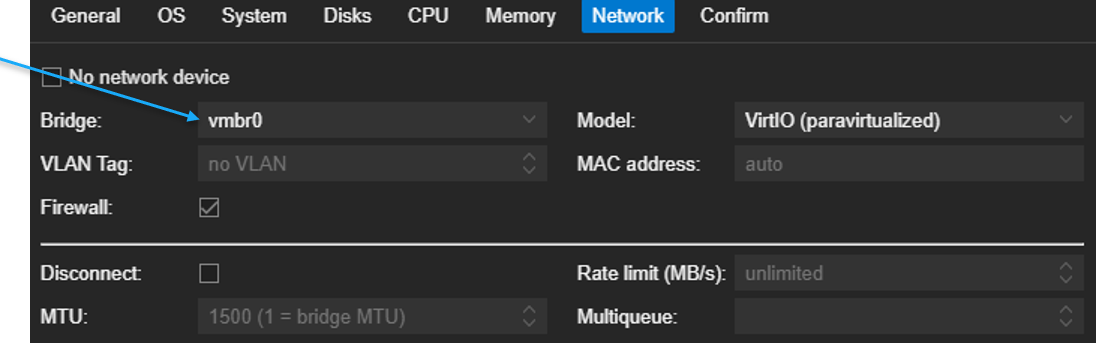 General OS System Disks CPU Memory Network Confirm
No network device
Bridge: vmbr0 Model: VirtIO (paravirtualized)
VLAN Tag: no VLAN MAC address: auto
Firewall:
Disconnect: Rate limit (MB/s): unlimited
MTU: 1500 (1 = bridge MTU) Multiqueue: